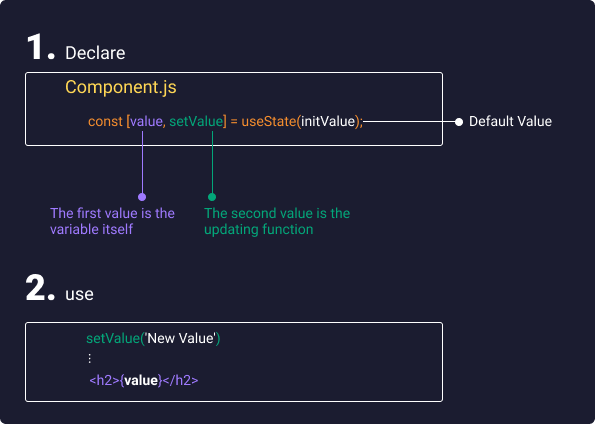 1. Declare
Component.js
const [value, setValue] = useState(initValue);
Default Value
The first value is the
variable itself
The second value is the
updating function
2. use
setValue('New Value')
⋮
<h2>{value}</h2>